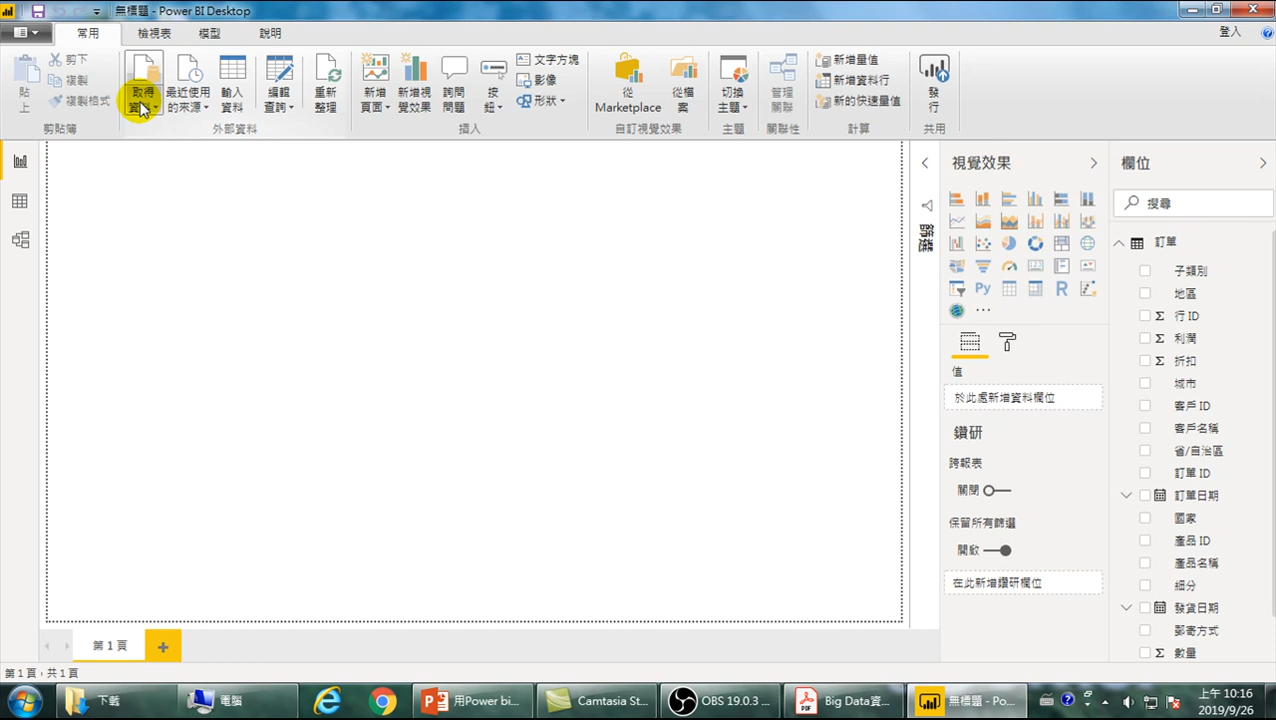 無標題 - Power BI Desktop
常用
檢視表
模型
說明
登入
貼上
剪下
複製
複製格式
剪貼簿
取得資料
最近使用的來源
輸入資料
編輯查詢
重新整理
外部資料
新增頁面
新增視覺效果
詢問問題
按鈕
文字方塊
影像
形狀
插入
從 Marketplace
從檔案
自訂視覺效果
切換主題
主題
管理關聯
關聯性
新增量值
新增資料行
新的快速量值
計算
發行
共用
篩選
視覺效果
Py
R
123
值
於此處新增資料欄位
鑽研
跨報表
關閉
保留所有篩選
開啟
在此新增鑽研欄位
欄位
搜尋
訂單
子類別
地區
Σ 行 ID
Σ 利潤
Σ 折扣
城市
客戶 ID
客戶名稱
省/自治區
訂單 ID
訂單日期
國家
產品 ID
產品名稱
細分
發貨日期
郵寄方式
Σ 數量
第 1 頁
第 1 頁，共 1 頁
下載
電腦
用Power bi...
Camtasia St...
OBS 19.0.3 ...
Big Data資...
無標題 - Po...
上午 10:16
2019/9/26